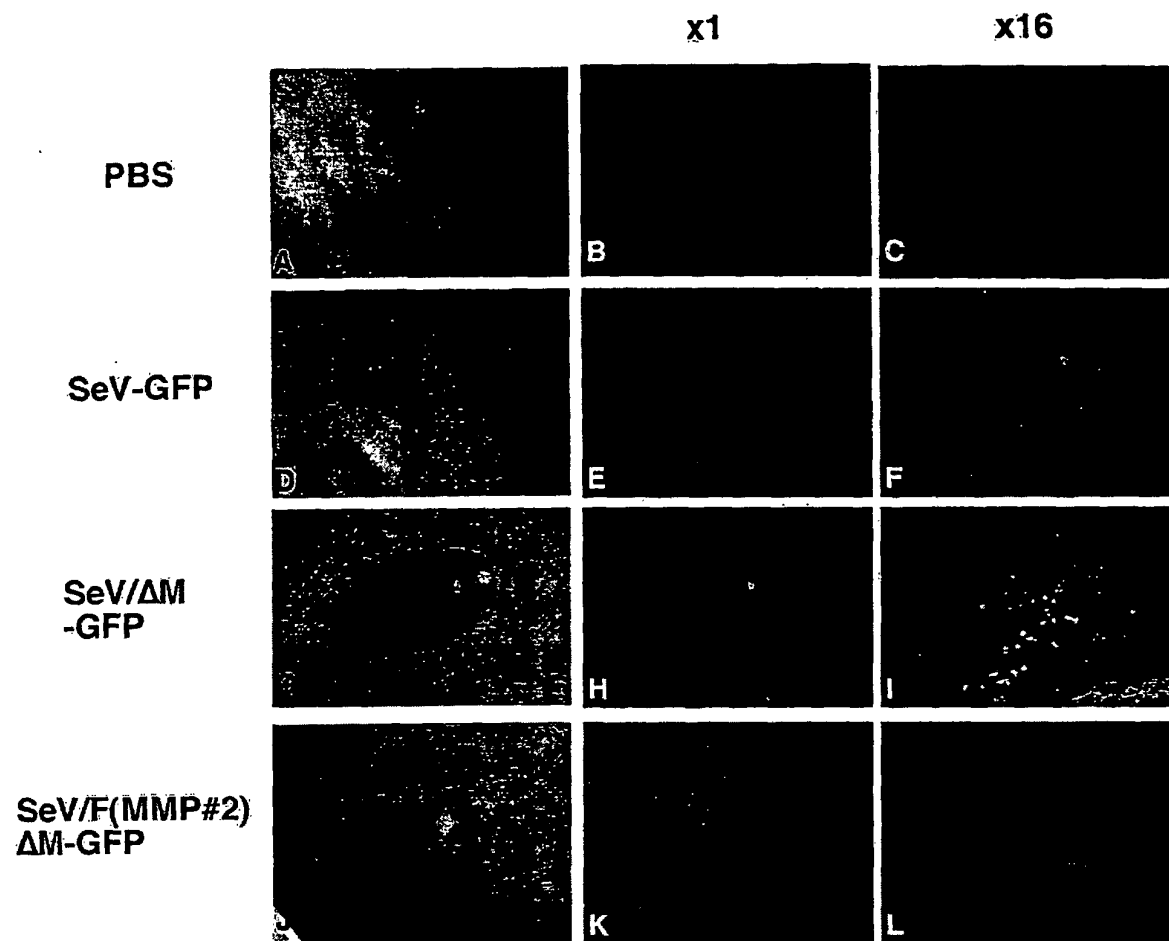 x1 x16
PBS
A B C
SeV-GFP
D E F
SeV/ΔM
-GFP
H I
SeV/F(MMP#2)
ΔM-GFP
J K L